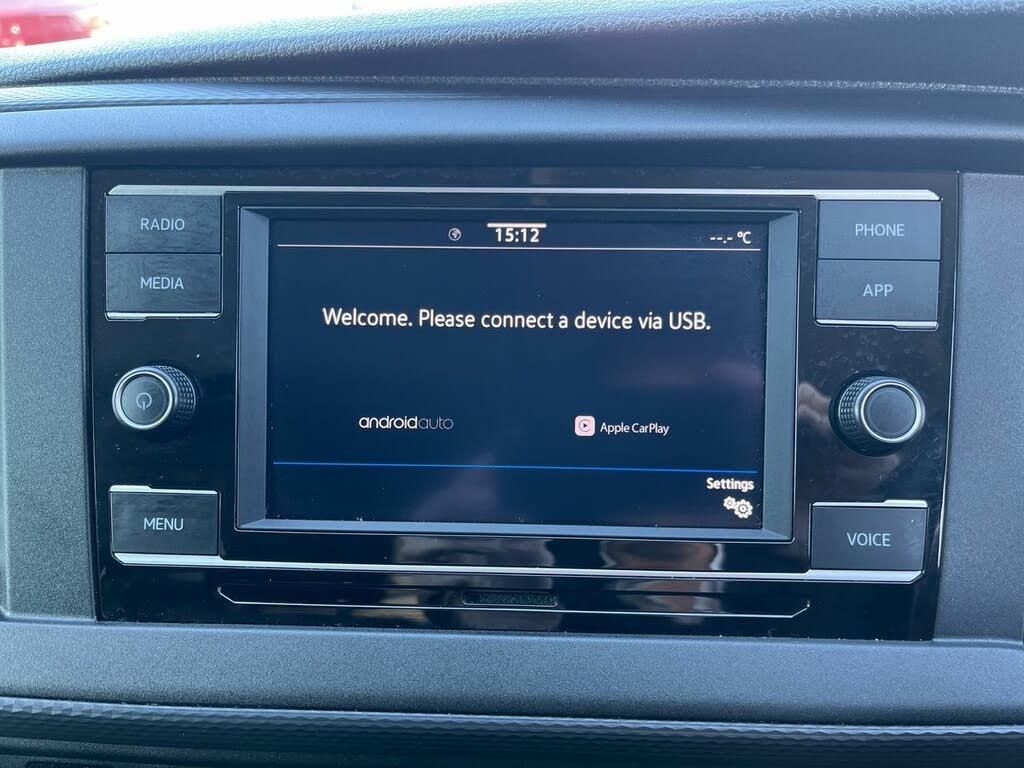 RADIO
MEDIA
MENU
15:12
--.- °C
Welcome. Please connect a device via USB.
androidauto
Apple CarPlay
Settings
PHONE
APP
VOICE